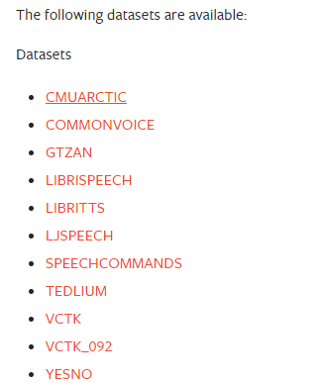 The following datasets are available:
Datasets
CMUARCTIC
COMMONVOICE
GTZAN
LIBRISPEECH
LIBRITTS
LJSPEECH
SPEECHCOMMANDS
TEDLIUM
VCTK
VCTK_092
YESNO